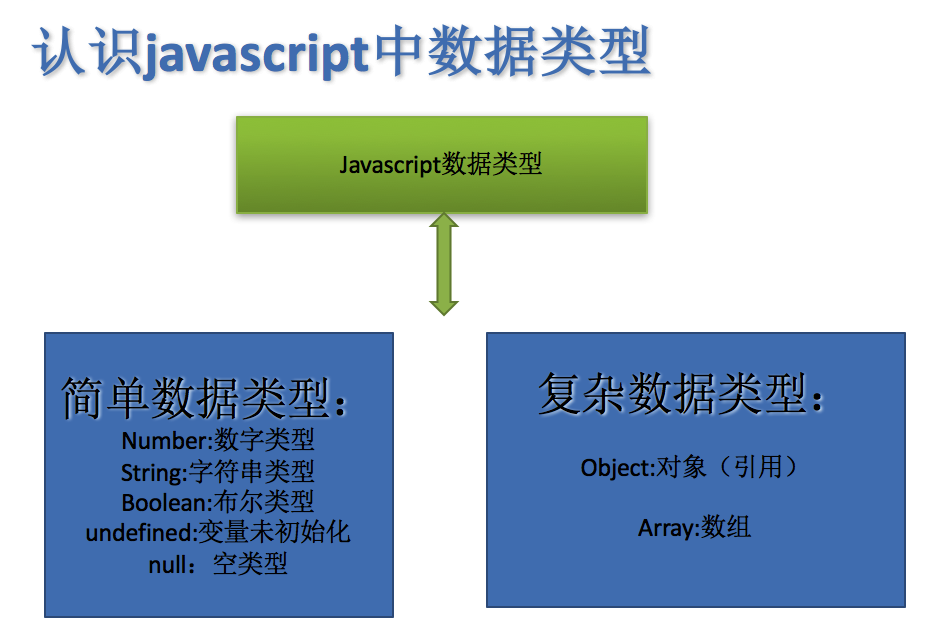 认识javascript中数据类型
Javascript数据类型
简单数据类型：
Number:数字类型
String:字符串类型
Boolean:布尔类型
undefined:变量未初始化
null：空类型
复杂数据类型：
Object:对象（引用）
Array:数组